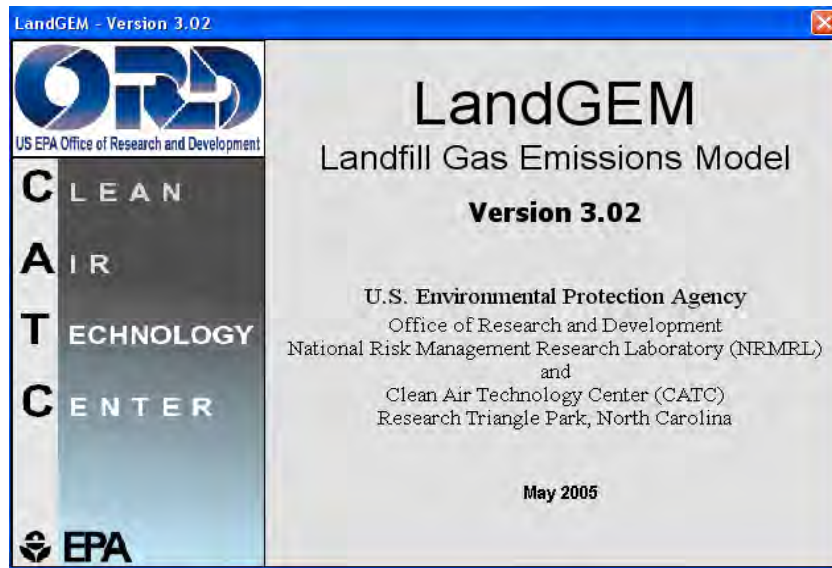 LandGEM - Version 3.02
ORD
US EPA Office of Research and Development
CLEAN
AIR
TECHNOLOGY
CENTER
EPA
LandGEM
Landfill Gas Emissions Model
Version 3.02
U.S. Environmental Protection Agency
Office of Research and Development
National Risk Management Research Laboratory (NRMRL)
and
Clean Air Technology Center (CATC)
Research Triangle Park, North Carolina
May 2005